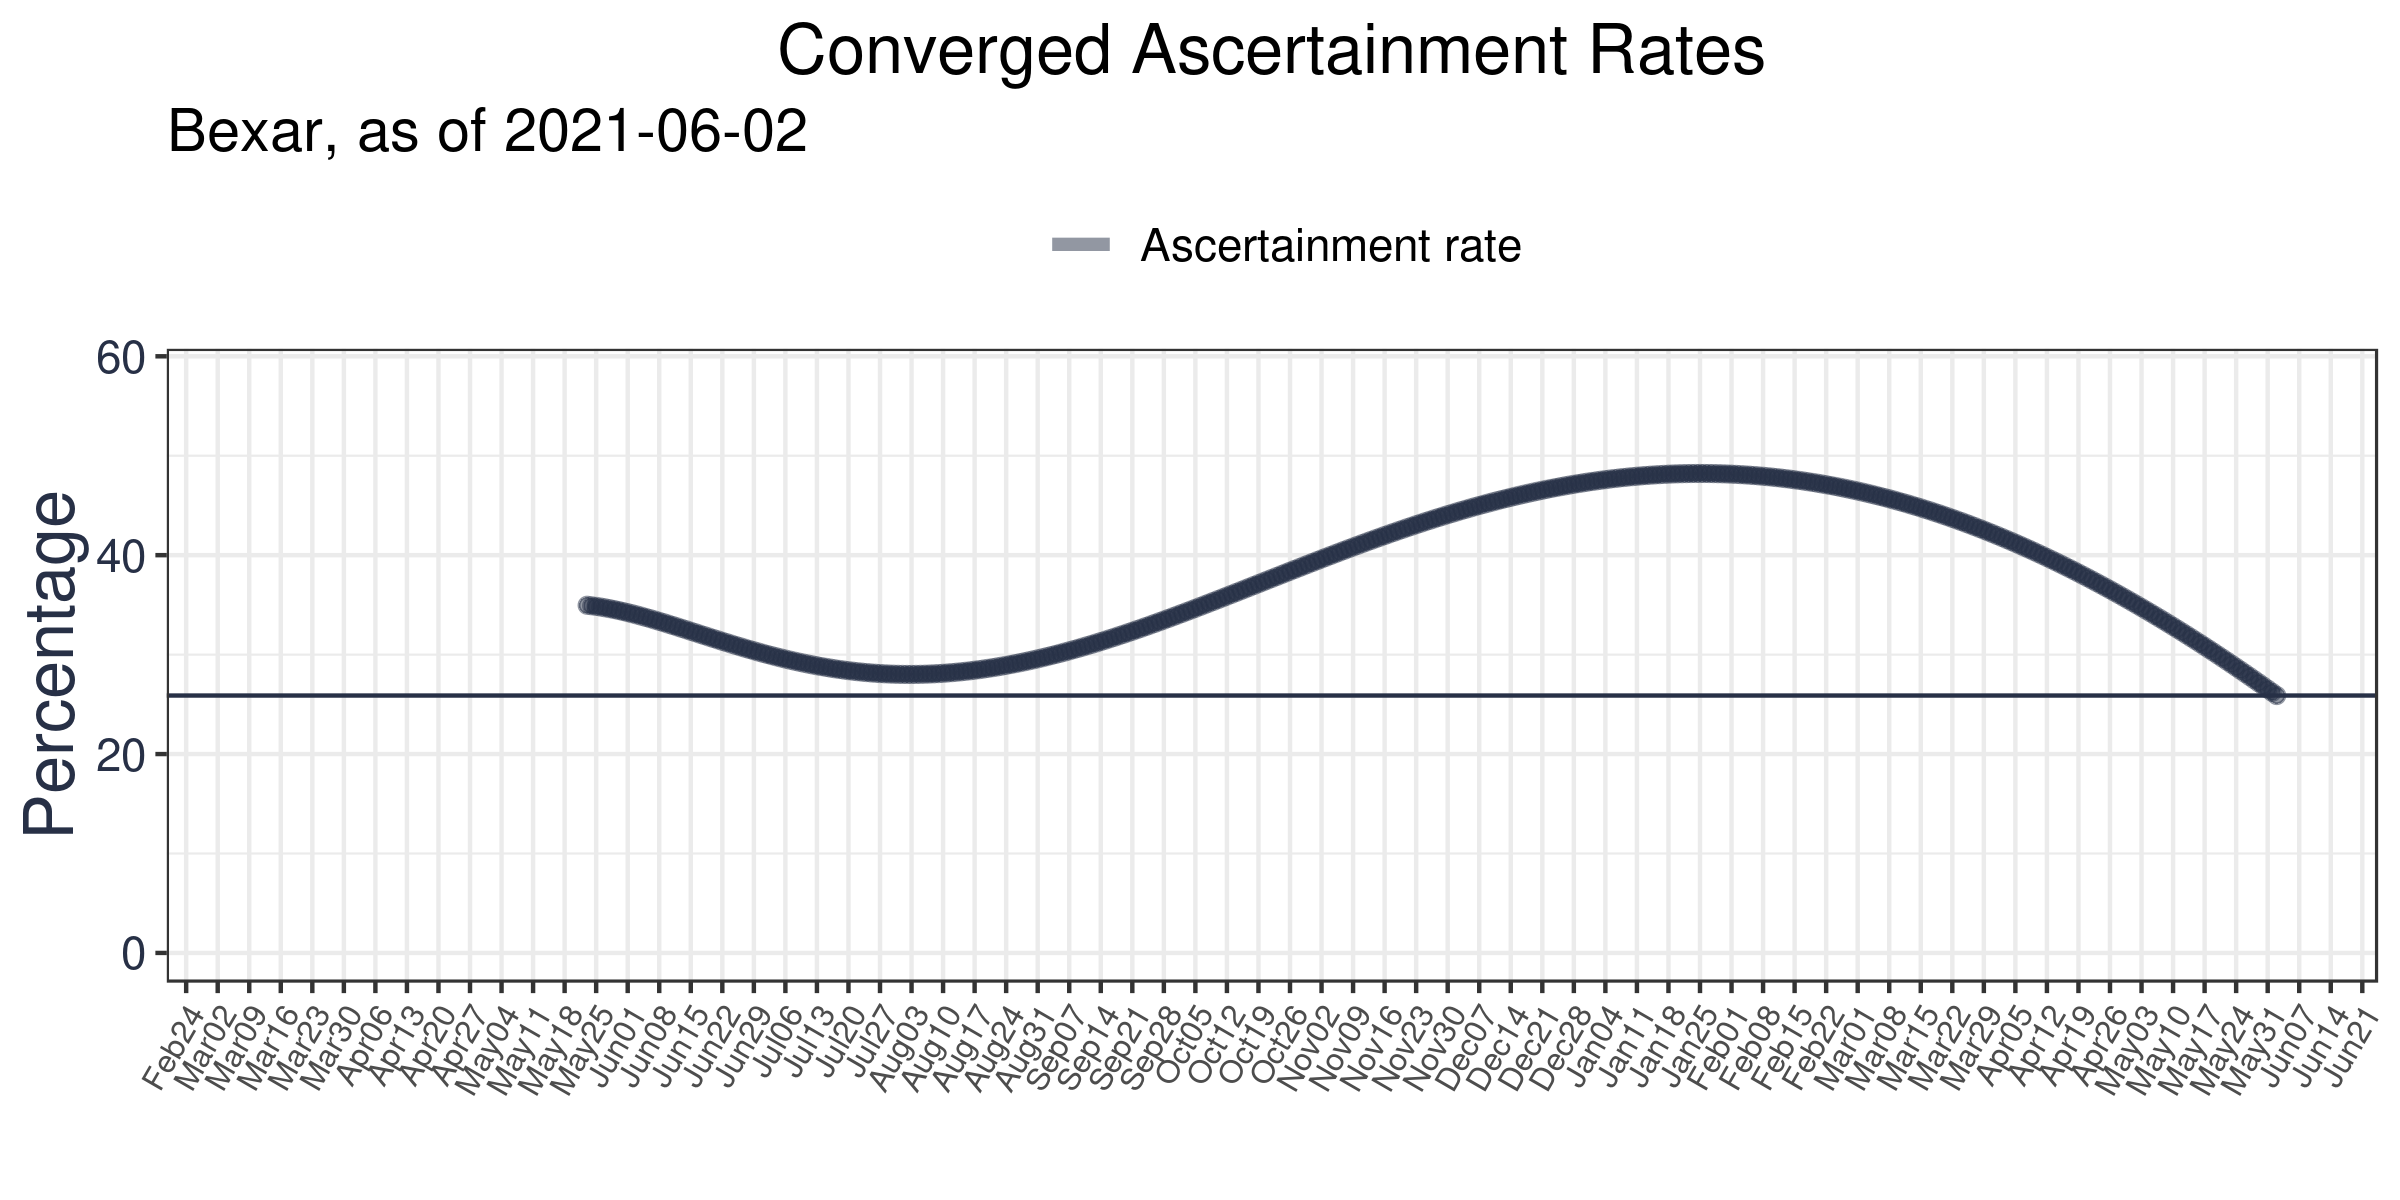 Converged Ascertainment Rates
Bexar, as of 2021-06-02
Ascertainment rate
Percentage
60
40
20
0
Feb24 Mar02 Mar09 Mar16 Mar23 Mar30 Apr06 Apr13 Apr20 Apr27 May04 May11 May18 May25 Jun01 Jun08 Jun15 Jun22 Jun29 Jul06 Jul13 Jul20 Jul27 Aug03 Aug10 Aug17 Aug24 Aug31 Sep07 Sep14 Sep21 Sep28 Oct05 Oct12 Oct19 Oct26 Nov02 Nov09 Nov16 Nov23 Nov30 Dec07 Dec14 Dec21 Dec28 Jan04 Jan11 Jan18 Jan25 Feb01 Feb08 Feb15 Feb22 Mar01 Mar08 Mar15 Mar22 Mar29 Apr05 Apr12 Apr19 Apr26 May03 May10 May17 May24 May31 Jun07 Jun14 Jun21